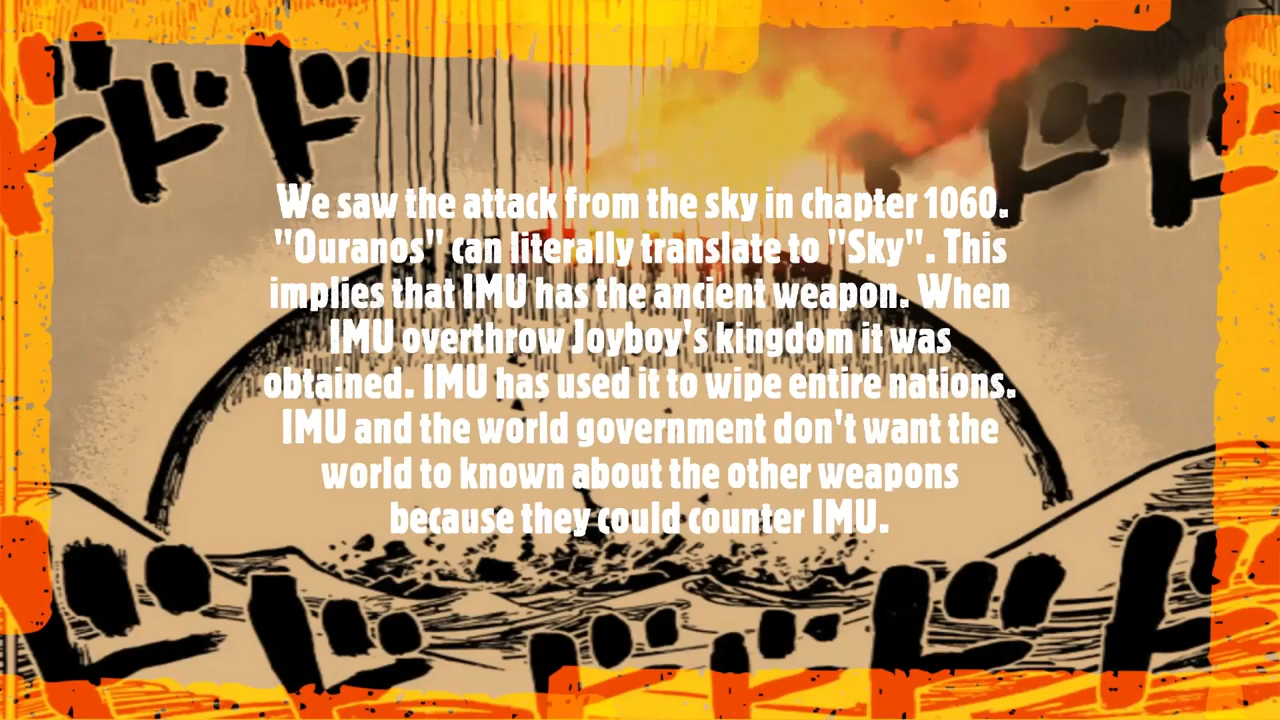 ドドド
ドド
We saw the attack from the sky in chapter 1060.
"Ouranos" can literally translate to "Sky". This
implies that IMU has the ancient weapon. When
IMU overthrow Joyboy's kingdom it was
obtained. IMU has used it to wipe entire nations.
IMU and the world government don't want the
world to known about the other weapons
because they could counter IMU.
ドドドドドド